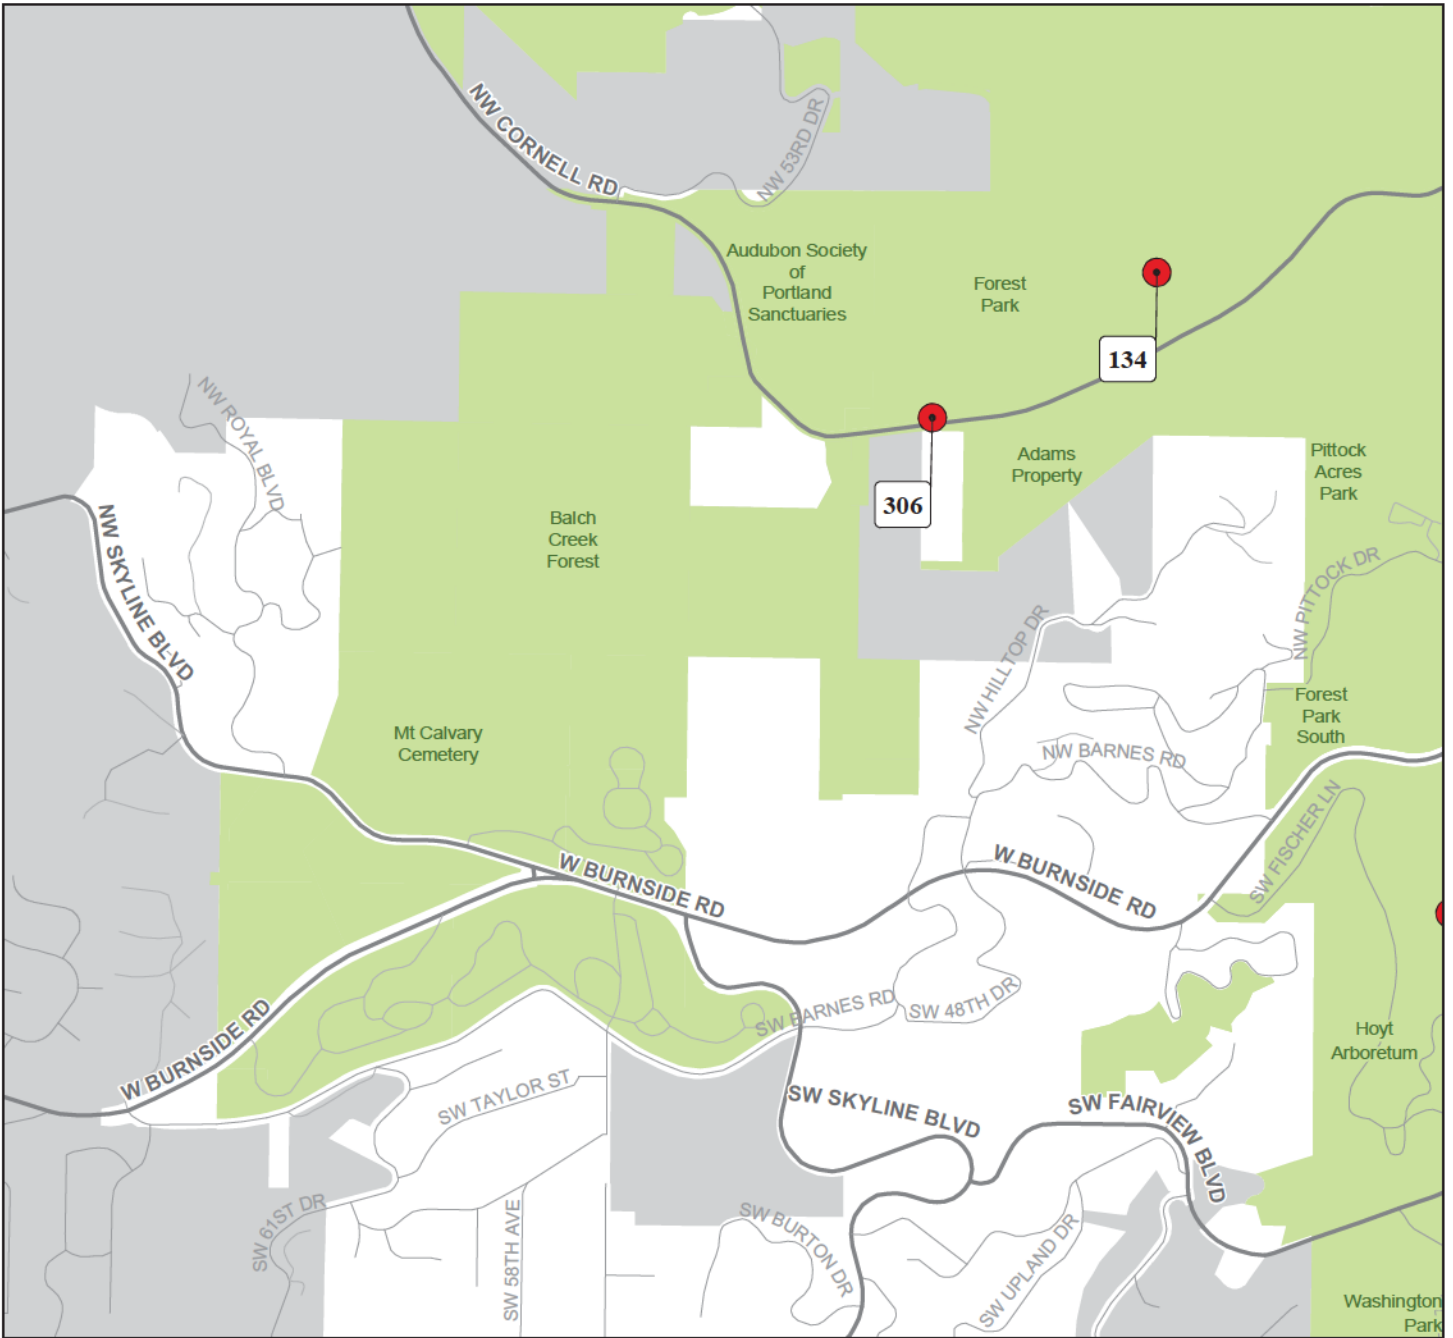 NW CORNELL RD
NW 53RD DR
Audubon Society
of
Portland
Sanctuaries
Forest
Park
134
NW ROYAL BLVD
306
Adams
Property
Pittock
Acres
Park
NW SKYLINE BLVD
Balch
Creek
Forest
NW PITTOCK DR
NW HILLTOP DR
Mt Calvary
Cemetery
Forest
Park
South
NW BARNES RD
SW FISCHER LN
W BURNSIDE RD
W BURNSIDE RD
W BURNSIDE RD
SW BARNES RD
SW 48TH DR
Hoyt
Arboretum
SW TAYLOR ST
SW SKYLINE BLVD
SW FAIRVIEW BLVD
SW 61ST DR
SW 58TH AVE
SW BURTON DR
SW UPLAND DR
Washington
Park